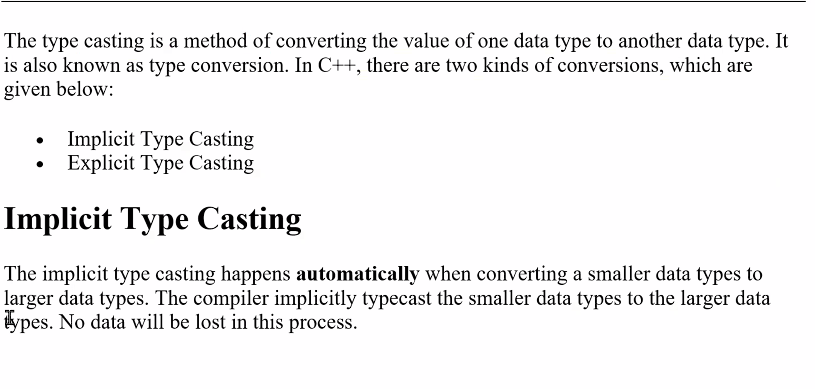 The type casting is a method of converting the value of one data type to another data type. It
is also known as type conversion. In C++, there are two kinds of conversions, which are
given below:
• Implicit Type Casting
• Explicit Type Casting
Implicit Type Casting
The implicit type casting happens automatically when converting a smaller data types to
larger data types. The compiler implicitly typecast the smaller data types to the larger data
types. No data will be lost in this process.